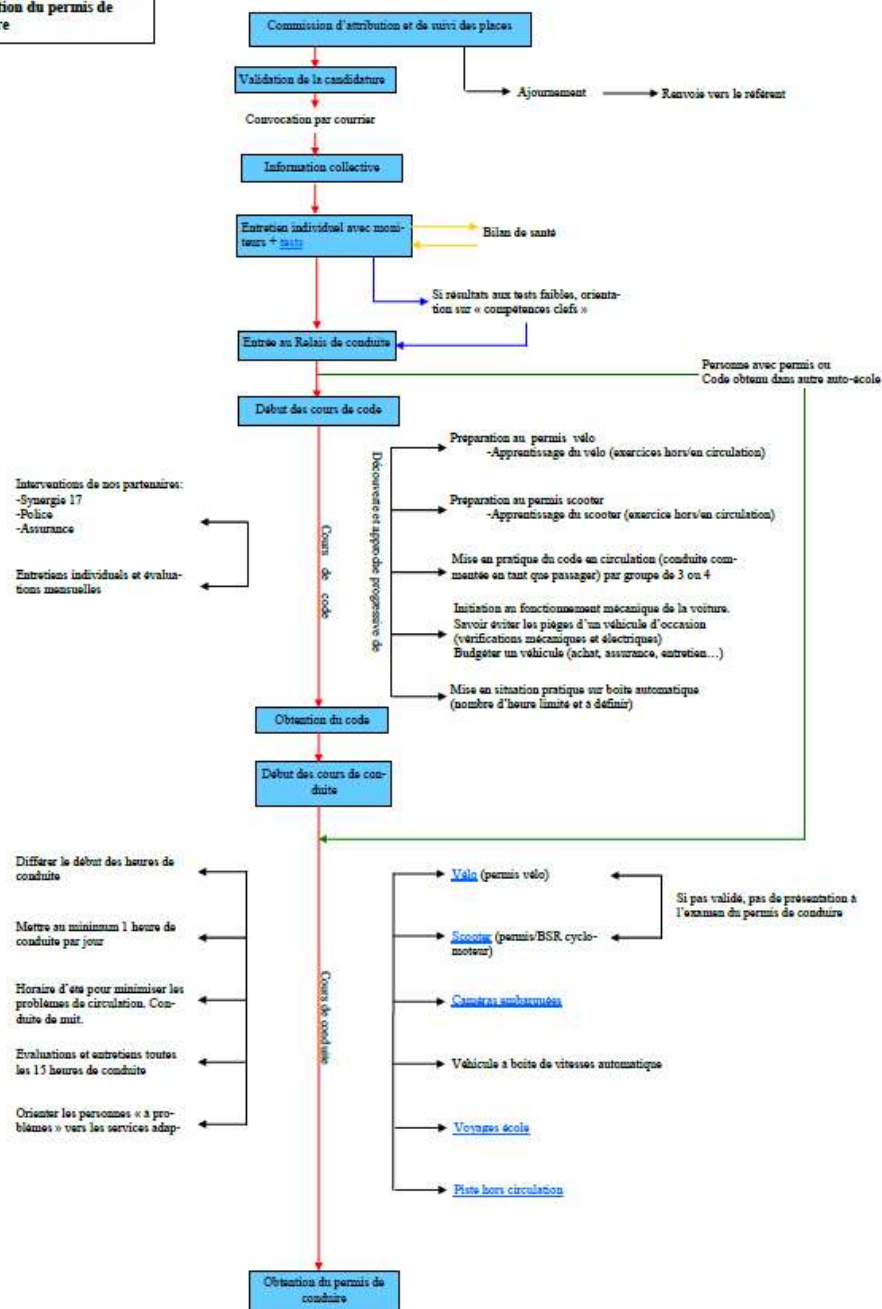 tion du permis de
re
Commission d'attribution et de suivi des places
Validation de la candidature
Ajournement
Renvoie vers le référent
Convocation par courrier
Information collective
Entretien individuel avec moni-
teurs + tests
Bilan de santé
Si résultats aux tests faibles, orienta-
tion sur « compétences clefs »
Entrée au Relais de conduite
Personne avec permis ou
Code obtenu dans autre auto-école
Début des cours de code
Cours de code
Découverte et approche progressive de
Préparation au permis vélo
-Apprentissage du vélo (exercices hors/en circulation)
Préparation au permis scooter
-Apprentissage du scooter (exercice hors/en circulation)
Mise en pratique du code en circulation (conduite com-
mentée en tant que passager) par groupe de 3 ou 4
Initiation au fonctionnement mécanique de la voiture.
Savoir éviter les pièges d'un véhicule d'occasion
(vérifications mécaniques et électriques)
Budgéter un véhicule (achat, assurance, entretien…)
Mise en situation pratique sur boite automatique
(nombre d'heure limité et à définir)
Interventions de nos partenaires:
-Synergie 17
-Police
-Assurance
Entretiens individuels et évalua-
tions mensuelles
Obtention du code
Début des cours de con-
duite
Différer le début des heures de
conduite
Mettre au minimum 1 heure de
conduite par jour
Horaire d'été pour minimiser les
problèmes de circulation. Con-
duite de nuit.
Evaluations et entretiens toutes
les 15 heures de conduite
Orienter les personnes « à pro-
blèmes » vers les services adap-
Cours de conduite
Vélo (permis vélo)
Scooter (permis/BSR cyclo-
moteur)
Si pas validé, pas de présentation à
l'examen du permis de conduire
Caméras embarquées
Véhicule à boite de vitesses automatique
Voyages école
Piste hors circulation
Obtention du permis de
conduire